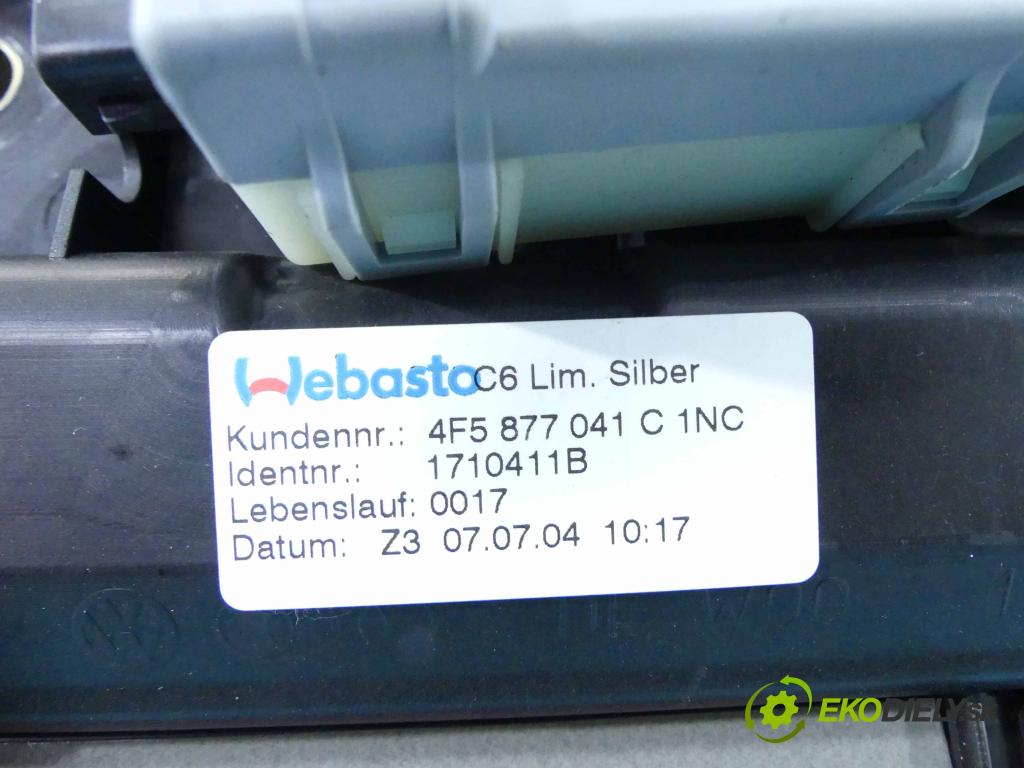 Webasto C6 Lim. Silber
Kundennr.: 4F5 877 041 C 1NC
Identnr.: 1710411B
Lebenslauf: 0017
Datum: Z3 07.07.04 10:17
EKODIELY.SK